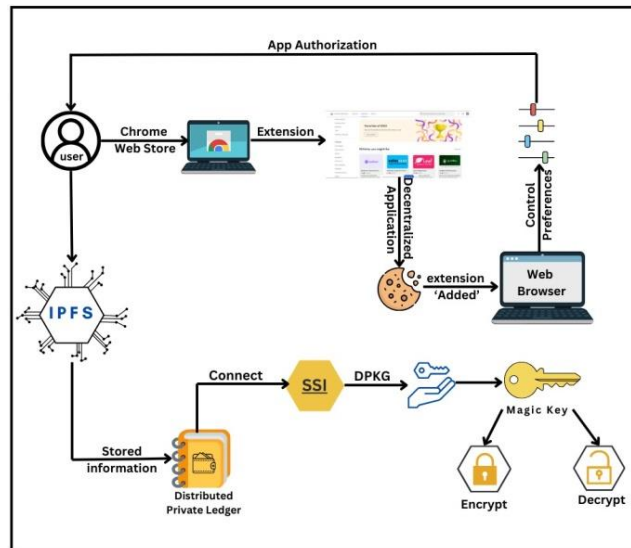 App Authorization
user
Chrome
Web Store
Extension
Decentralized
Application
extension
‘Added’
Web
Browser
Control
Preferences
IPFS
Stored
information
Distributed
Private Ledger
Connect
SSI
DPKG
Magic Key
Encrypt
Decrypt